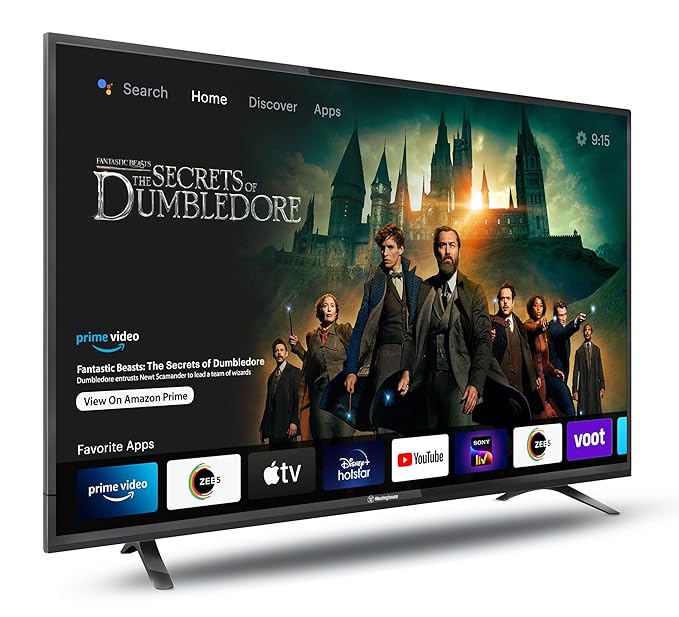 Search Home Discover Apps
9:15
FANTASTIC BEASTS
THE SECRETS OF
DUMBLEDORE
prime video
Fantastic Beasts: The Secrets of Dumbledore
Dumbledore entrusts Newt Scamander to lead a team of wizards
View On Amazon Prime
Favorite Apps
prime video
ZEE5
tv
Disney+
hotstar
YouTube
SONY
liv
ZEE5
voot
Westinghouse